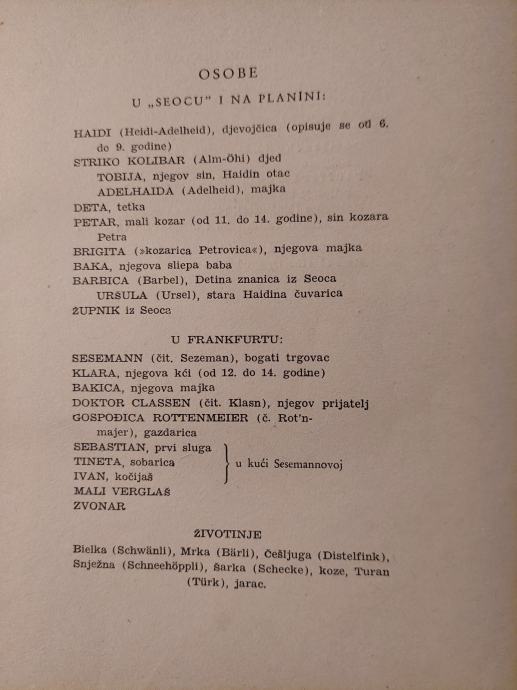 OSOBE
U „SEOCU" I NA PLANINI:
HAIDI (Heidi-Adelheid), djevojčica (opisuje se od 6.
do 9. godine)
STRIKO KOLIBAR (Alm-Öhi) djed
TOBIJA, njegov sin, Haidin otac
ADELHAIDA (Adelheid), majka
DETA, tetka
PETAR, mali kozar (od 11. do 14. godine), sin kozara
Petra
BRIGITA (»kozarica Petrovica«), njegova majka
BAKA, njegova sliepa baba
BARBICA (Barbel), Detina znanica iz Seoca
URSULA (Ursel), stara Haidina čuvarica
ŽUPNIK iz Seoca
U FRANKFURTU:
SESEMANN (čit. Sezeman), bogati trgovac
KLARA, njegova kći (od 12. do 14. godine)
BAKICA, njegova majka
DOKTOR CLASSEN (čit. Klasn), njegov prijatelj
GOSPOĐICA ROTTENMEIER (č. Rot'n-
majer), gazdarica
SEBASTIAN, prvi sluga
TINETA, sobarica
u kući Sesemannovoj
IVAN, kočijaš
MALI VERGLAŠ
ZVONAR
ŽIVOTINJE
Bielka (Schwänli), Mrka (Bärli), Češljuga (Distelfink),
Snježna (Schneehöppli), Šarka (Schecke), koze, Turan
(Türk), jarac.